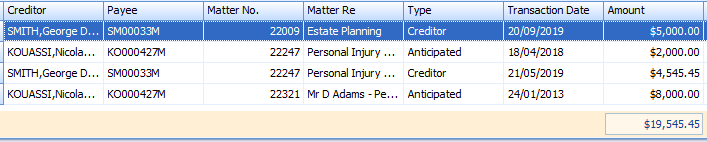 Creditor Payee Matter No. Matter Re Type Transaction Date Amount
SMITH,George D... SM00033M 22009 Estate Planning Creditor 20/09/2019 $5,000.00
KOUASSI,Nicola... KO000427M 22247 Personal Injury ... Anticipated 18/04/2018 $2,000.00
SMITH,George D... SM00033M 22247 Personal Injury ... Creditor 21/05/2019 $4,545.45
KOUASSI,Nicola... KO000427M 22321 Mr D Adams - Pe... Anticipated 24/01/2013 $8,000.00
$19,545.45